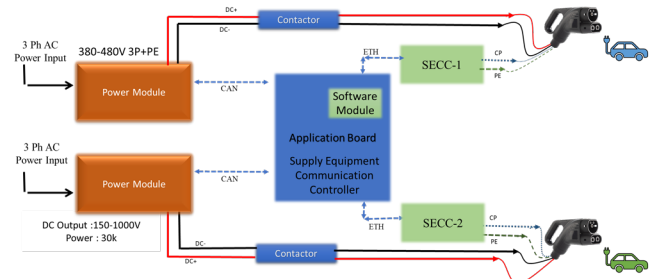 DC+
DC-
Contactor
3 Ph AC
Power Input
380-480V 3P+PE
Power Module
CAN
ETH
SECC-1
CP
PE
Software
Module
Application Board
Supply Equipment
Communication
Controller
3 Ph AC
Power Input
Power Module
CAN
DC Output :150-1000V
Power : 30k
ETH
SECC-2
CP
PE
DC-
DC+
Contactor